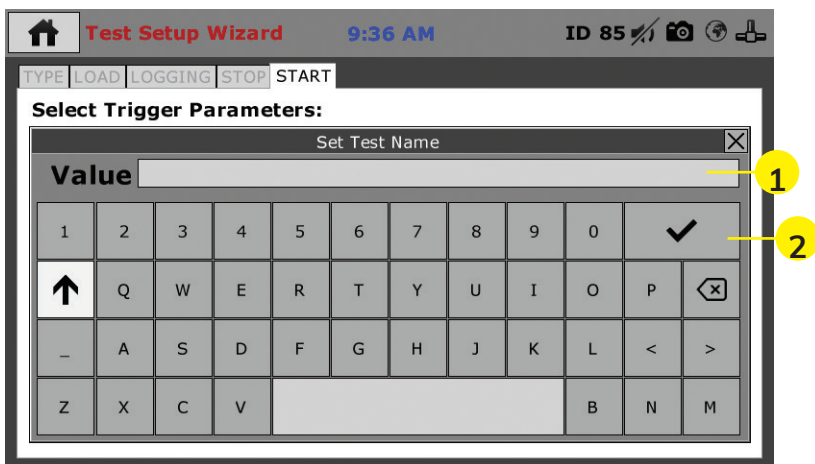 Test Setup Wizard 9:36 AM ID 85
TYPE LOAD LOGGING STOP START
Select Trigger Parameters:
Set Test Name
Value
1
1 2 3 4 5 6 7 8 9 0
2
Q W E R T Y U I O P
_ A S D F G H J K L < >
Z X C V B N M